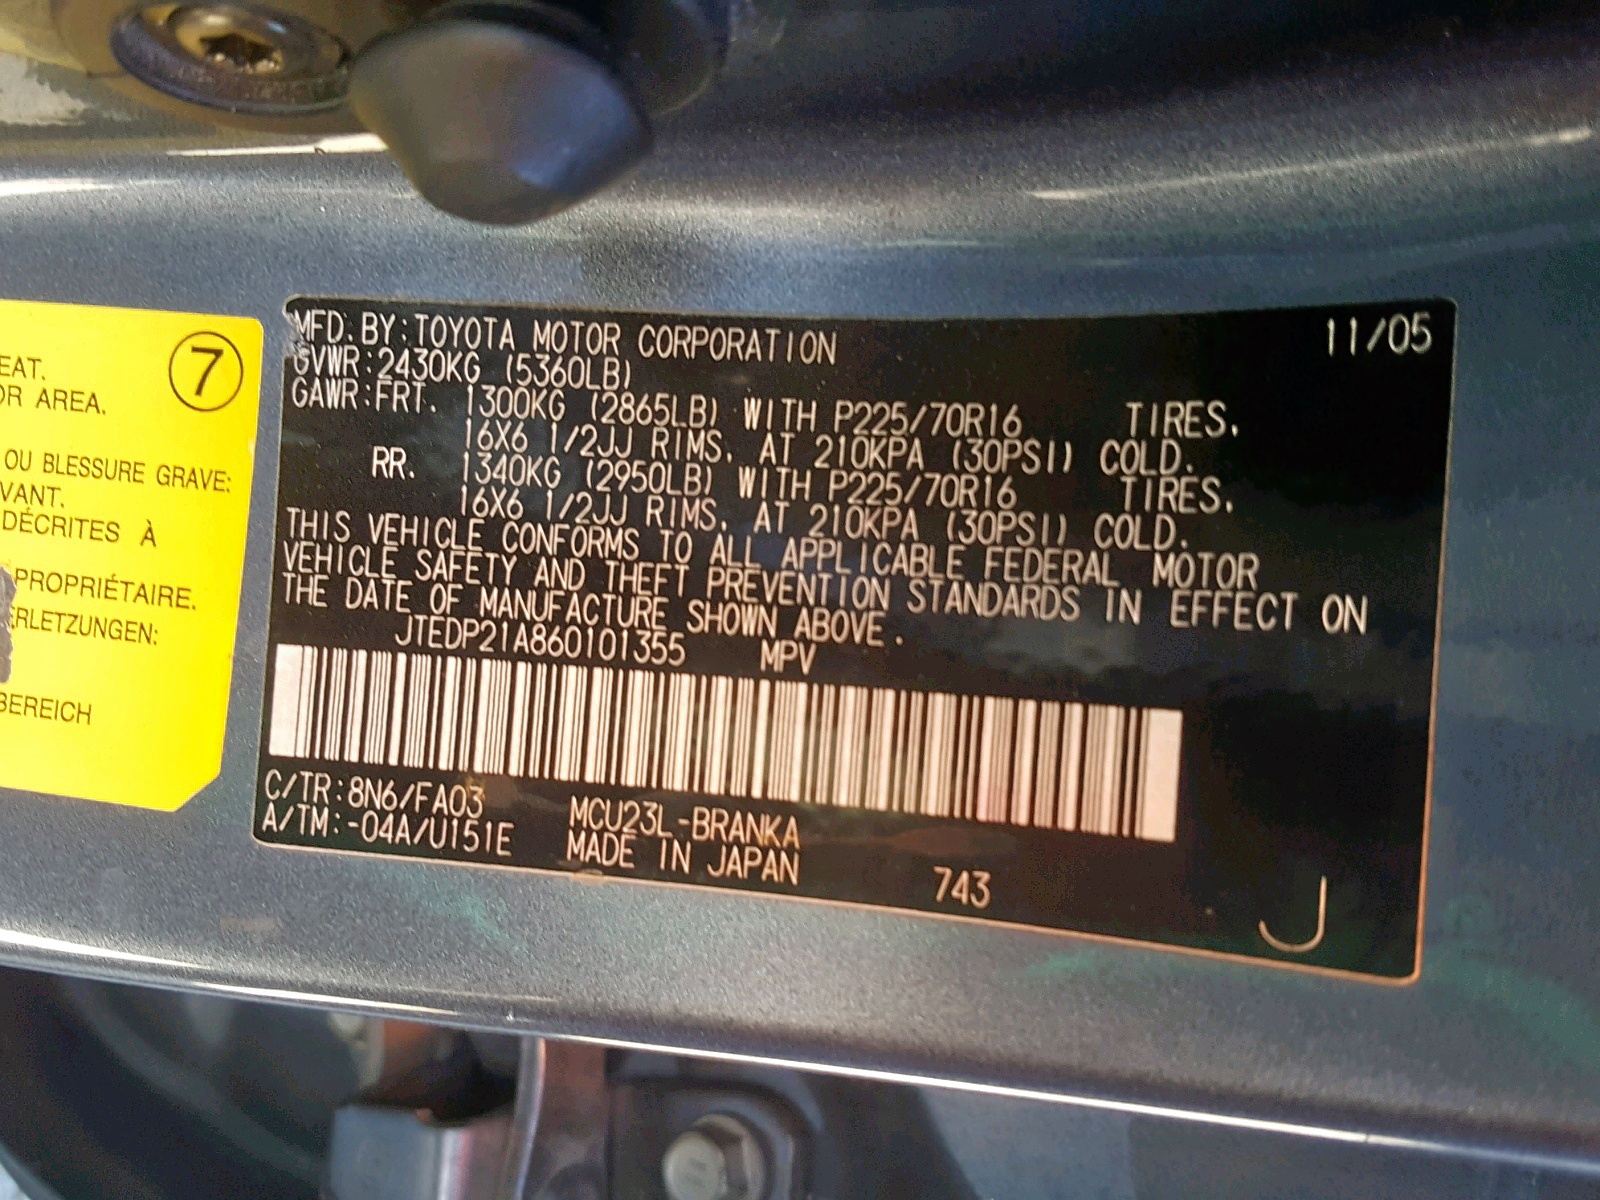 7
EAT.
OR AREA.
OU BLESSURE GRAVE:
VANT.
DÉCRITES À
PROPRIÉTAIRE.
ERLETZUNGEN:
BEREICH
MFD. BY:TOYOTA MOTOR CORPORATION 11/05
GVWR:2430KG (5360LB)
GAWR:FRT. 1300KG (2865LB) WITH P225/70R16 TIRES,
16X6 1/2JJ RIMS, AT 210KPA (30PSI) COLD.
RR. 1340KG (2950LB) WITH P225/70R16 TIRES,
16X6 1/2JJ RIMS, AT 210KPA (30PSI) COLD.
THIS VEHICLE CONFORMS TO ALL APPLICABLE FEDERAL MOTOR
VEHICLE SAFETY AND THEFT PREVENTION STANDARDS IN EFFECT ON
THE DATE OF MANUFACTURE SHOWN ABOVE.
JTEDP21A860101355 MPV
C/TR:8N6/FA03 MCU23L-BRANKA
A/TM:-04A/U151E MADE IN JAPAN 743
J